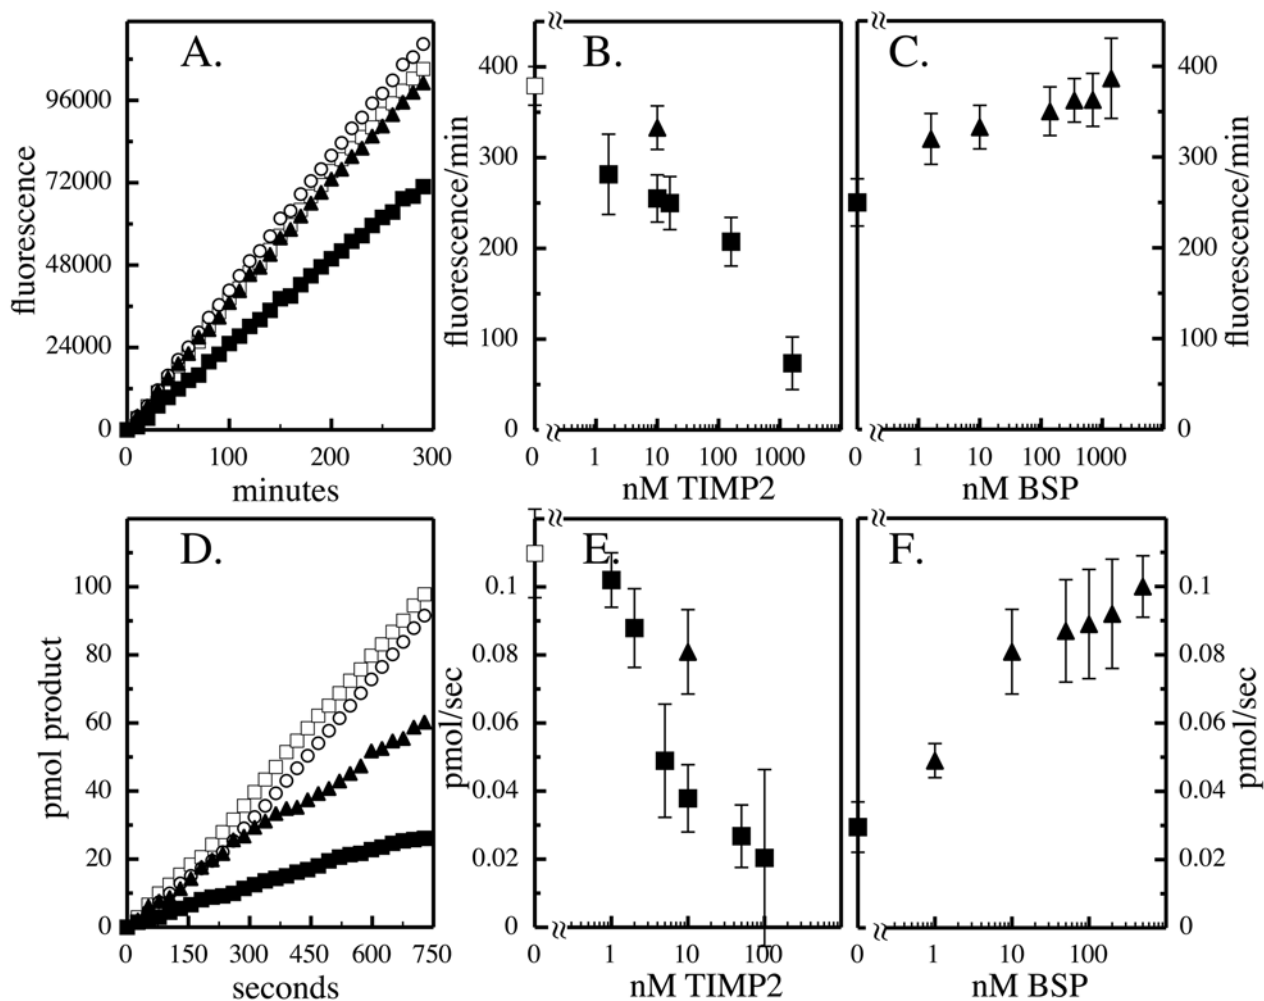 A.
fluorescence
96000
72000
48000
24000
0
0 100 200 300
minutes
B.
fluorescence/min
400
300
200
100
0
0 1 10 100 1000
nM TIMP2
C.
400
300
200
100
0
fluorescence/min
0 1 10 100 1000
nM BSP
D.
pmol product
100
80
60
40
20
0
0 150 300 450 600 750
seconds
E.
pmol/sec
0.1
0.08
0.06
0.04
0.02
0
0 1 10 100
nM TIMP2
F.
0.1
0.08
0.06
0.04
0.02
0
pmol/sec
0 1 10 100
nM BSP